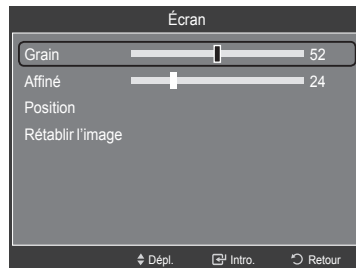 Écran
Grain 52
Affiné 24
Position
Rétablir l'image
Dépl. Intro. Retour